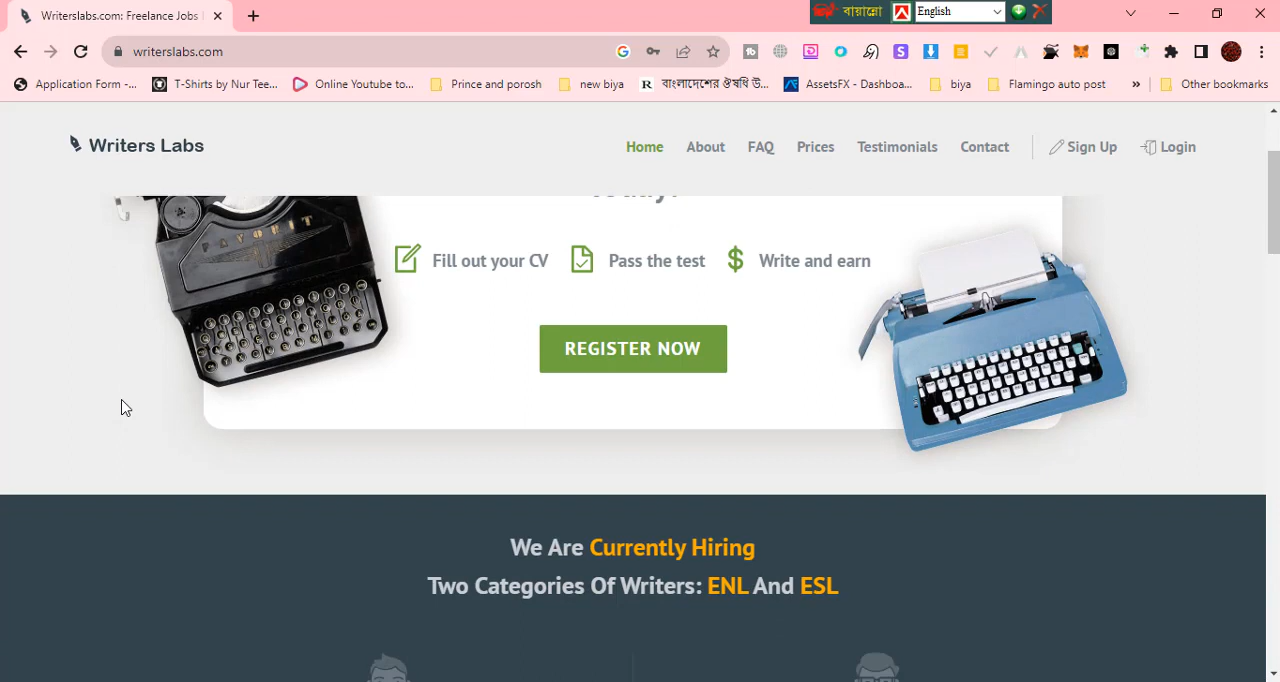 Writerslabs.com: Freelance Jobs
বায়ান্নো
English
writerslabs.com
Application Form -...
T-Shirts by Nur Tee...
Online Youtube to...
Prince and porosh
new biya
বাংলাদেশের ঔষধি উ...
AssetsFX - Dashboa...
biya
Flamingo auto post
»
Other bookmarks
Writers Labs
Home
About
FAQ
Prices
Testimonials
Contact
Sign Up
Login
FAVORIT
Fill out your CV
Pass the test
Write and earn
REGISTER NOW
We Are Currently Hiring
Two Categories Of Writers: ENL And ESL